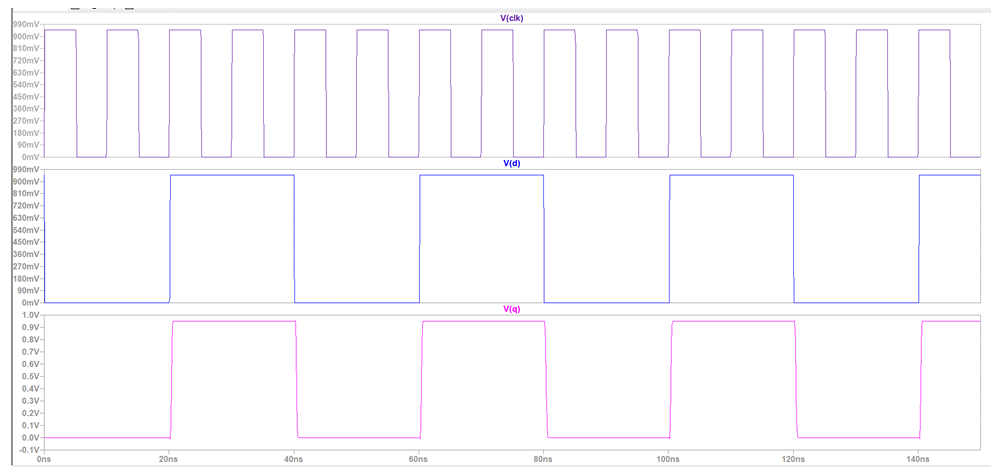 V(clk)
990mV
900mV
810mV
720mV
630mV
540mV
450mV
360mV
270mV
180mV
90mV
0mV
V(d)
990mV
900mV
810mV
720mV
630mV
540mV
450mV
360mV
270mV
180mV
90mV
0mV
V(q)
1.0V
0.9V
0.8V
0.7V
0.6V
0.5V
0.4V
0.3V
0.2V
0.1V
0.0V
-0.1V
0ns 20ns 40ns 60ns 80ns 100ns 120ns 140ns